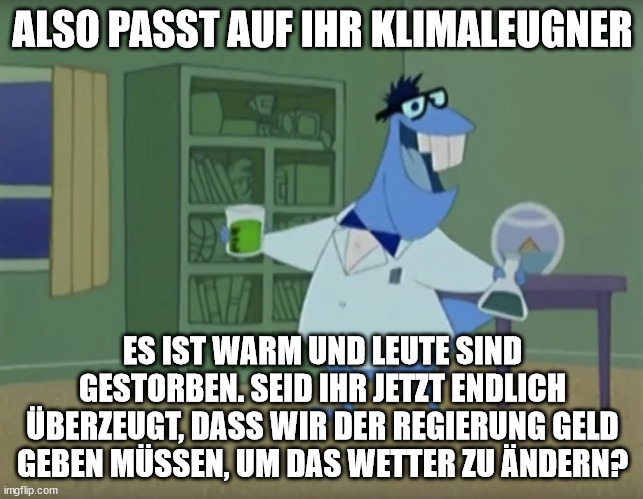 ALSO PASST AUF IHR KLIMALEUGNER
ES IST WARM UND LEUTE SIND
GESTORBEN. SEID IHR JETZT ENDLICH
ÜBERZEUGT, DASS WIR DER REGIERUNG GELD
GEBEN MÜSSEN, UM DAS WETTER ZU ÄNDERN?
imgflip.com